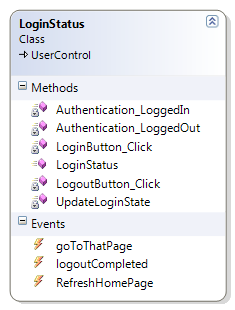 LoginStatus
Class
UserControl
Methods
Authentication_LoggedIn
Authentication_LoggedOut
LoginButton_Click
LoginStatus
LogoutButton_Click
UpdateLoginState
Events
goToThatPage
logoutCompleted
RefreshHomePage